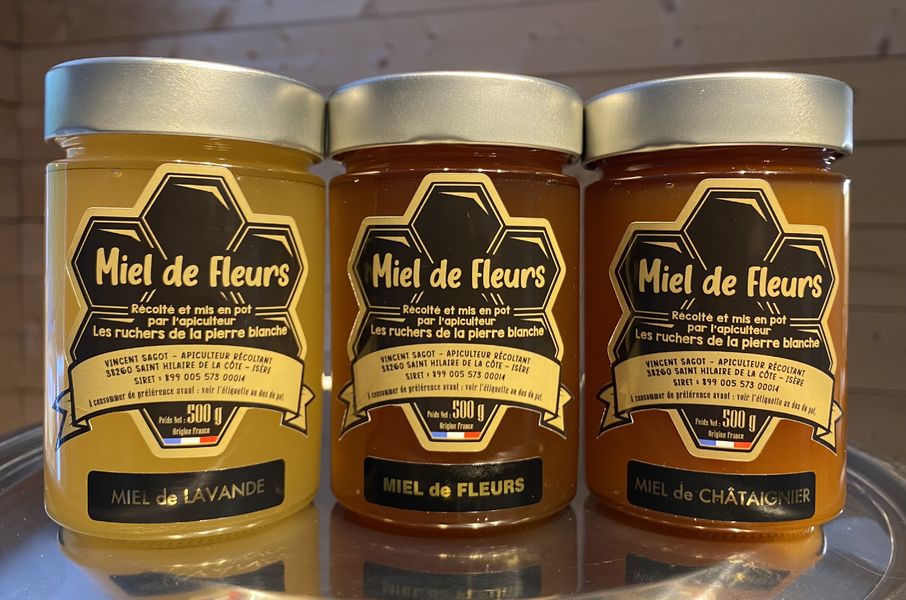 Miel de Fleurs
Récolté et mis en pot
par l'apiculteur
Les ruchers de la pierre blanche
VINCENT SAGOT - APICULTEUR RÉCOLTANT
38260 SAINT HILAIRE DE LA CÔTE - ISÈRE
SIRET : 899 005 573 00014
A consommer de préférence avant : voir l'étiquette au dos du pot.
Poids Net : 500 g
Origine France
MIEL de LAVANDE
Miel de Fleurs
Récolté et mis en pot
par l'apiculteur
Les ruchers de la pierre blanche
VINCENT SAGOT - APICULTEUR RÉCOLTANT
38260 SAINT HILAIRE DE LA CÔTE - ISÈRE
SIRET : 899 005 573 00014
A consommer de préférence avant : voir l'étiquette au dos du pot.
Poids Net : 500 g
Origine France
MIEL de FLEURS
Miel de Fleurs
Récolté et mis en pot
par l'apiculteur
Les ruchers de la pierre blanche
VINCENT SAGOT - APICULTEUR RÉCOLTANT
38260 SAINT HILAIRE DE LA CÔTE - ISÈRE
SIRET : 899 005 573 00014
A consommer de préférence avant : voir l'étiquette au dos du pot.
Poids Net : 500 g
Origine France
MIEL de CHÂTAIGNIER